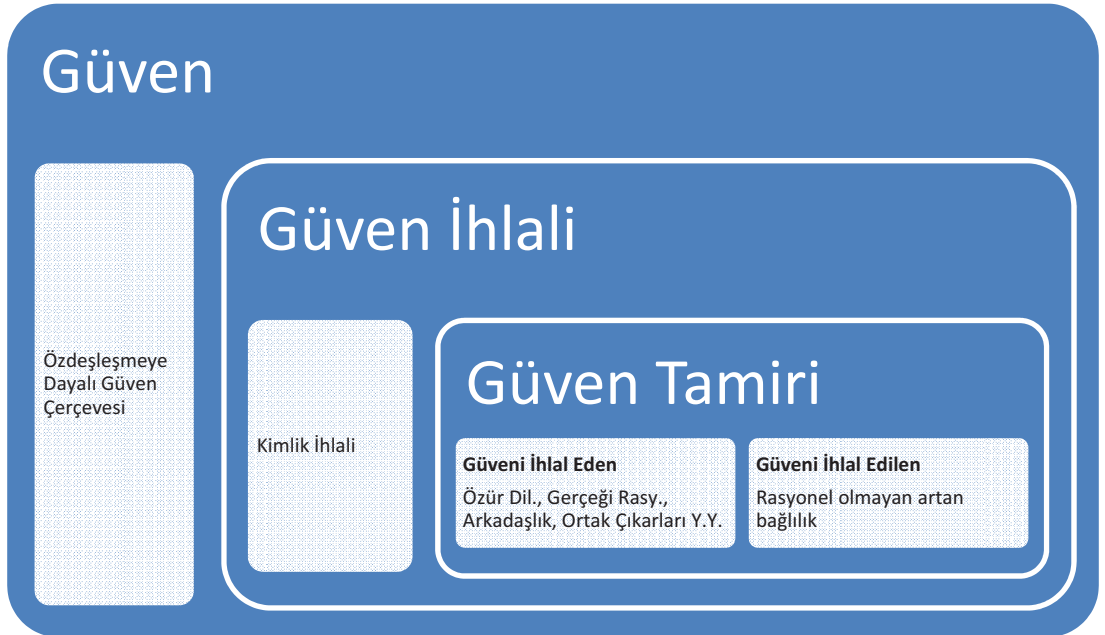 Güven
Özdeşleşmeye
Dayalı Güven
Çerçevesi
Güven İhlali
Kimlik İhlali
Güven Tamiri
Güveni İhlal Eden
Özür Dil., Gerçeği Rasy.,
Arkadaşlık, Ortak Çıkarları Y.Y.
Güveni İhlal Edilen
Rasyonel olmayan artan
bağlılık